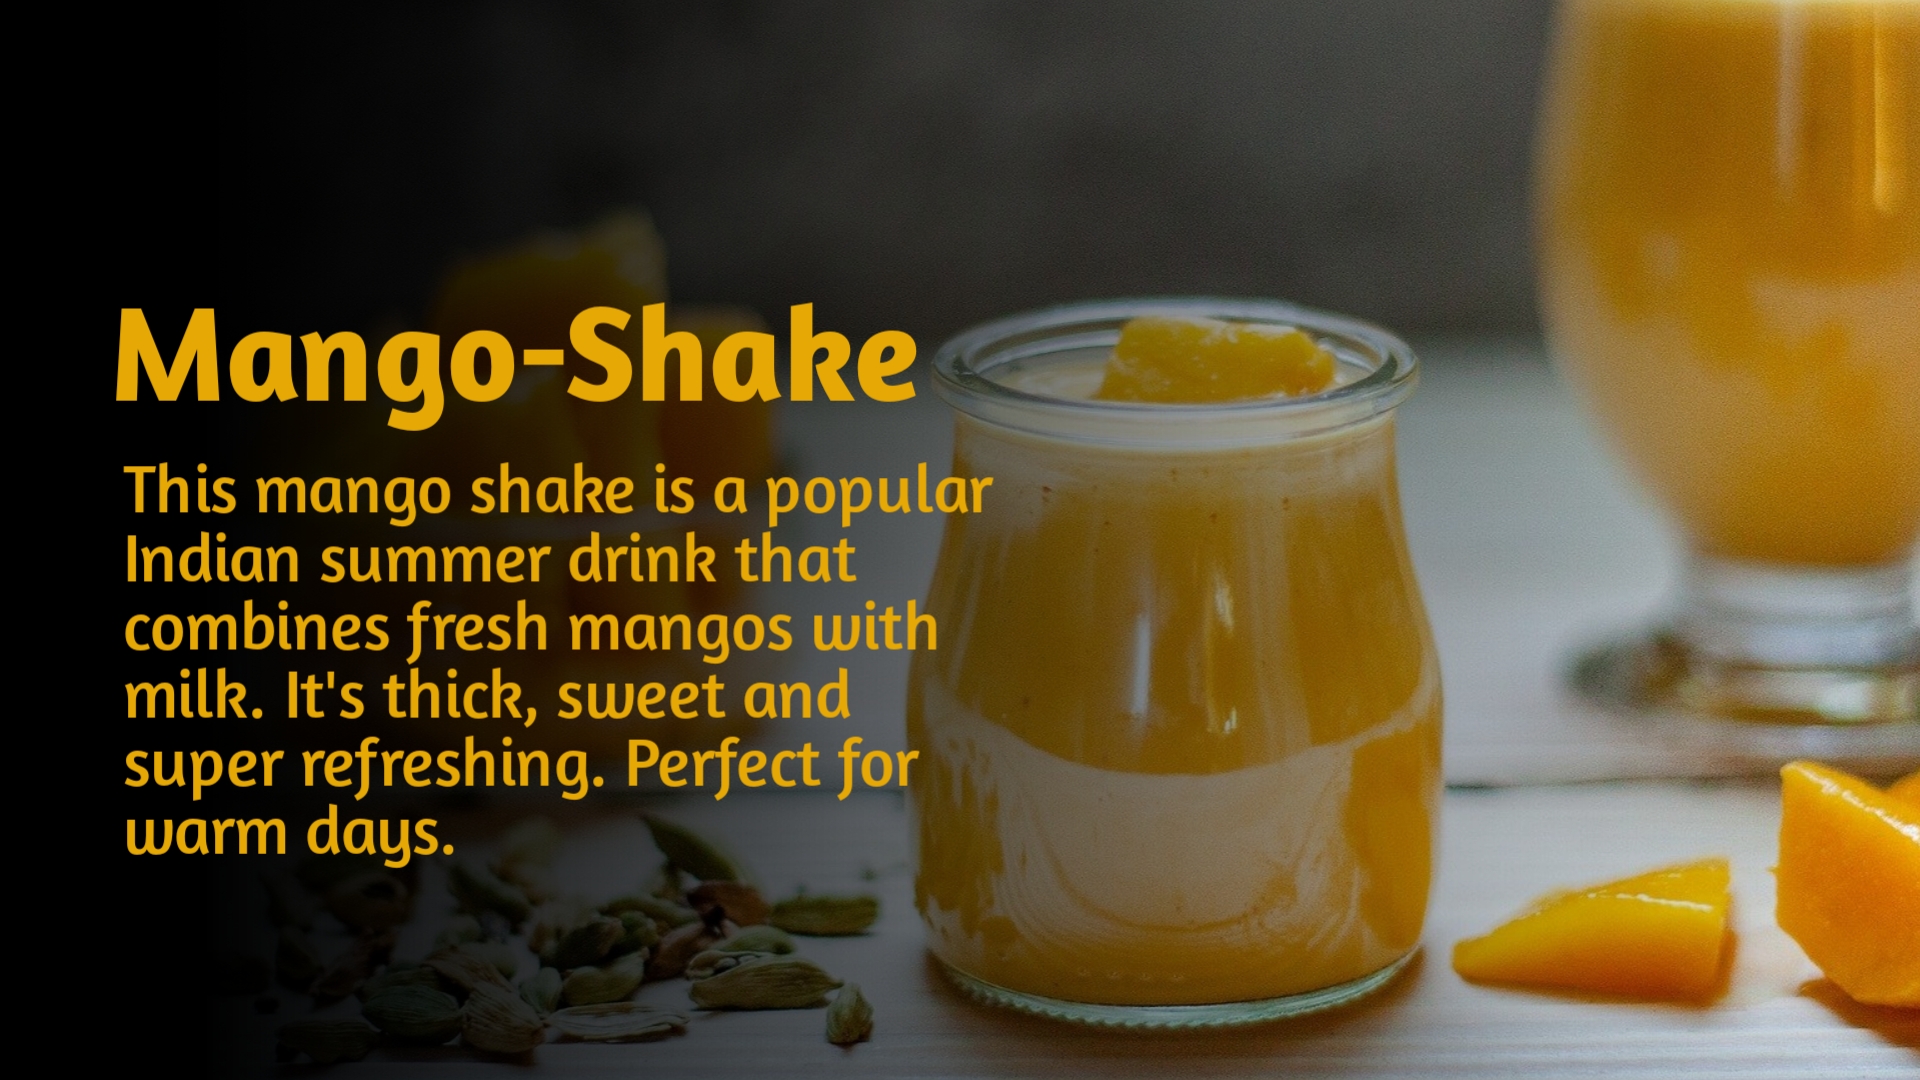 Mango-Shake
This mango shake is a popular
Indian summer drink that
combines fresh mangos with
milk. It's thick, sweet and
super refreshing. Perfect for
warm days.